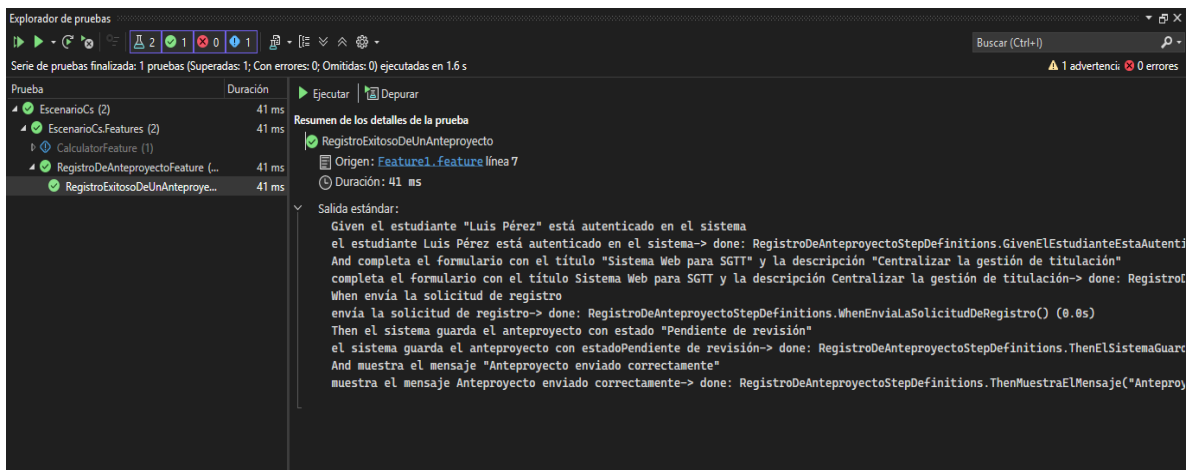 Explorador de pruebas
2 1 0 1
Buscar (Ctrl+I)
Serie de pruebas finalizada: 1 pruebas (Superadas: 1; Con errores: 0; Omitidas: 0) ejecutadas en 1.6 s
1 advertenci: 0 errores
Prueba Duración
EscenarioCs (2) 41 ms
EscenarioCs.Features (2) 41 ms
CalculatorFeature (1)
RegistroDeAnteproyectoFeature (... 41 ms
RegistroExitosoDeUnAnteproye... 41 ms
Ejecutar Depurar
Resumen de los detalles de la prueba
RegistroExitosoDeUnAnteproyecto
Origen: Feature1.feature línea 7
Duración: 41 ms
Salida estándar:
Given el estudiante "Luis Pérez" está autenticado en el sistema
el estudiante Luis Pérez está autenticado en el sistema-> done: RegistroDeAnteproyectoStepDefinitions.GivenElEstudianteEstaAutenti
And completa el formulario con el título "Sistema Web para SGTT" y la descripción "Centralizar la gestión de titulación"
completa el formulario con el título Sistema Web para SGTT y la descripción Centralizar la gestión de titulación-> done: RegistroD
When envía la solicitud de registro
envía la solicitud de registro-> done: RegistroDeAnteproyectoStepDefinitions.WhenEnviaLaSolicitudDeRegistro() (0.0s)
Then el sistema guarda el anteproyecto con estado "Pendiente de revisión"
el sistema guarda el anteproyecto con estadoPendiente de revisión-> done: RegistroDeAnteproyectoStepDefinitions.ThenElSistemaGuard
And muestra el mensaje "Anteproyecto enviado correctamente"
muestra el mensaje Anteproyecto enviado correctamente-> done: RegistroDeAnteproyectoStepDefinitions.ThenMuestraElMensaje("Anteproy